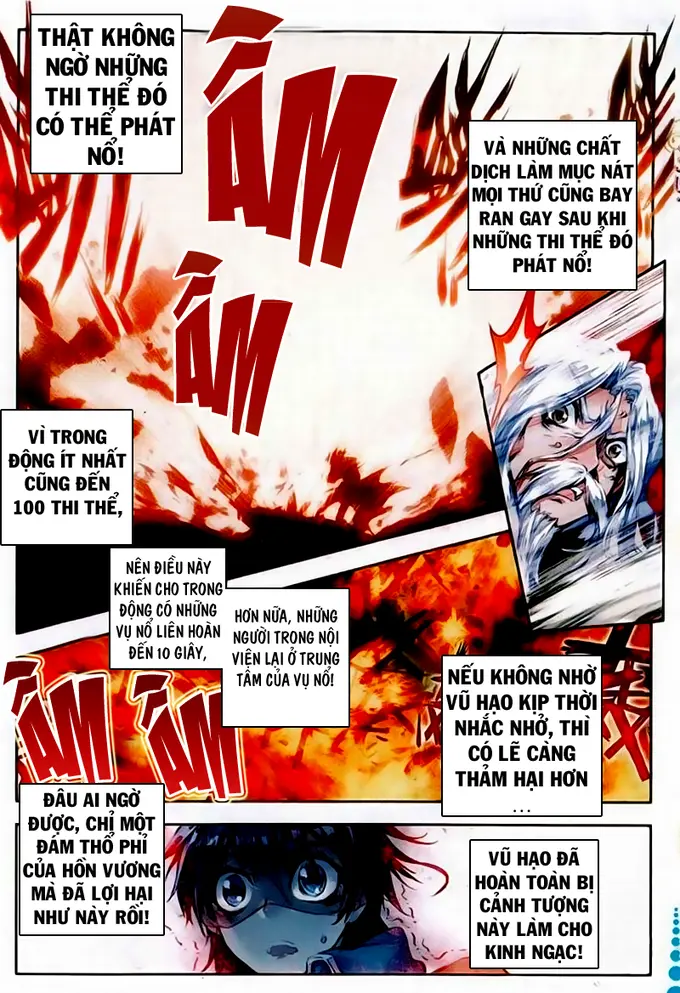 THẬT KHÔNG
NGỜ NHỮNG
THI THỂ ĐÓ
CÓ THỂ PHÁT
NỔ!
ẦM
VÀ NHỮNG CHẤT
DỊCH LÀM MỤC NÁT
MỌI THỨ CŨNG BAY
RAN GAY SAU KHI
NHỮNG THI THỂ ĐÓ
PHÁT NỔ!
ẦM
VÌ TRONG
ĐỘNG ÍT NHẤT
CŨNG ĐẾN
100 THI THỂ,
NÊN ĐIỀU NÀY
KHIẾN CHO TRONG
ĐỘNG CÓ NHỮNG
VỤ NỔ LIÊN HOÀN
ĐẾN 10 GIÂY,
HƠN NỮA, NHỮNG
NGƯỜI TRONG NỘI
VIỆN LẠI Ở TRUNG
TÂM CỦA VỤ NỔ!
NẾU KHÔNG NHỜ
VŨ HẠO KỊP THỜI
NHẮC NHỞ, THÌ
CÓ LẼ CÀNG
THẢM HẠI HƠN
...
ẦM
ẦM
ĐÂU AI NGỜ
ĐƯỢC, CHỈ MỘT
ĐÁM THỔ PHỈ
CỦA HỒN VƯƠNG
MÀ ĐÃ LỢI HẠI
NHƯ NÀY RỒI!
VŨ HẠO ĐÃ
HOÀN TOÀN BỊ
CẢNH TƯỢNG
NÀY LÀM CHO
KINH NGẠC!